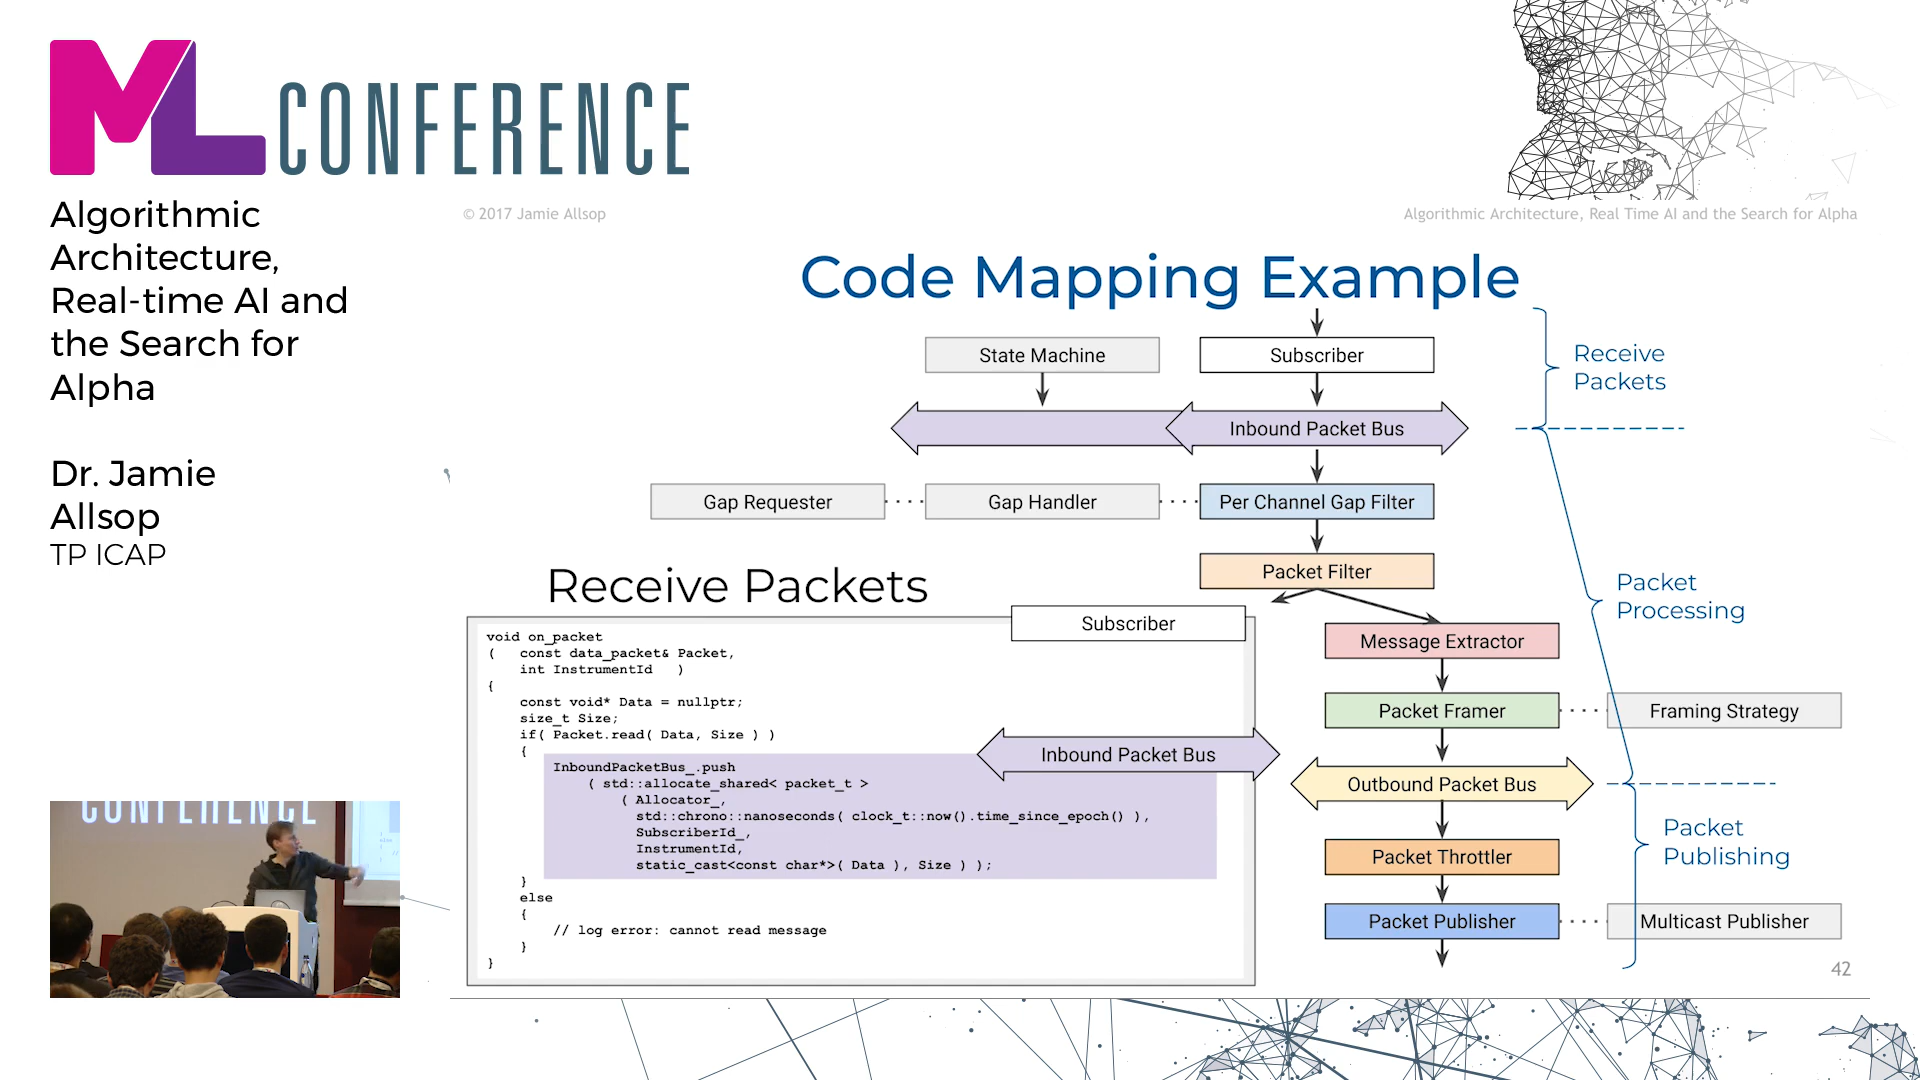 ML CONFERENCE
Algorithmic
Architecture,
Real-time AI and
the Search for
Alpha
Dr. Jamie
Allsop
TP ICAP
CONFERENCE
© 2017 Jamie Allsop
Algorithmic Architecture, Real Time AI and the Search for Alpha
Code Mapping Example
State Machine
Subscriber
Receive
Packets
Inbound Packet Bus
Gap Requester
Gap Handler
Per Channel Gap Filter
Packet Filter
Packet
Processing
Message Extractor
Packet Framer
Framing Strategy
Outbound Packet Bus
Packet
Publishing
Packet Throttler
Packet Publisher
Multicast Publisher
Receive Packets
Subscriber
void on_packet
(   const data_packet& Packet,
    int InstrumentId   )
{
    const void* Data = nullptr;
    size_t Size;
    if( Packet.read( Data, Size ) )
    {
        InboundPacketBus_.push
            ( std::allocate_shared< packet_t >
                ( Allocator_,
                  std::chrono::nanoseconds( clock_t::now().time_since_epoch() ),
                  SubscriberId_,
                  InstrumentId,
                  static_cast<const char*>( Data ), Size ) );
    }
    else
    {
        // log error: cannot read message
    }
}
Inbound Packet Bus
42